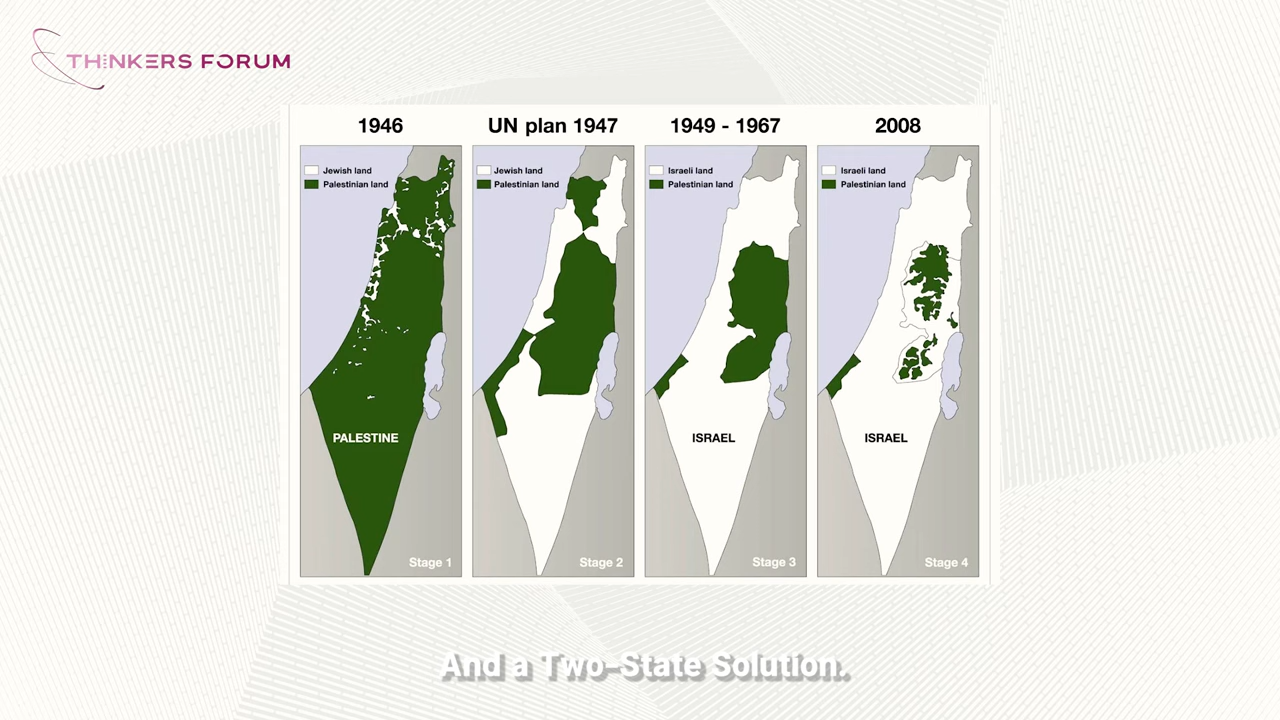 THINKERS FORUM
1946
UN plan 1947
1949 - 1967
2008
Jewish land
Palestinian land
PALESTINE
Stage 1
Jewish land
Palestinian land
Stage 2
Israeli land
Palestinian land
ISRAEL
Stage 3
Israeli land
Palestinian land
ISRAEL
Stage 4
And a Two-State Solution.